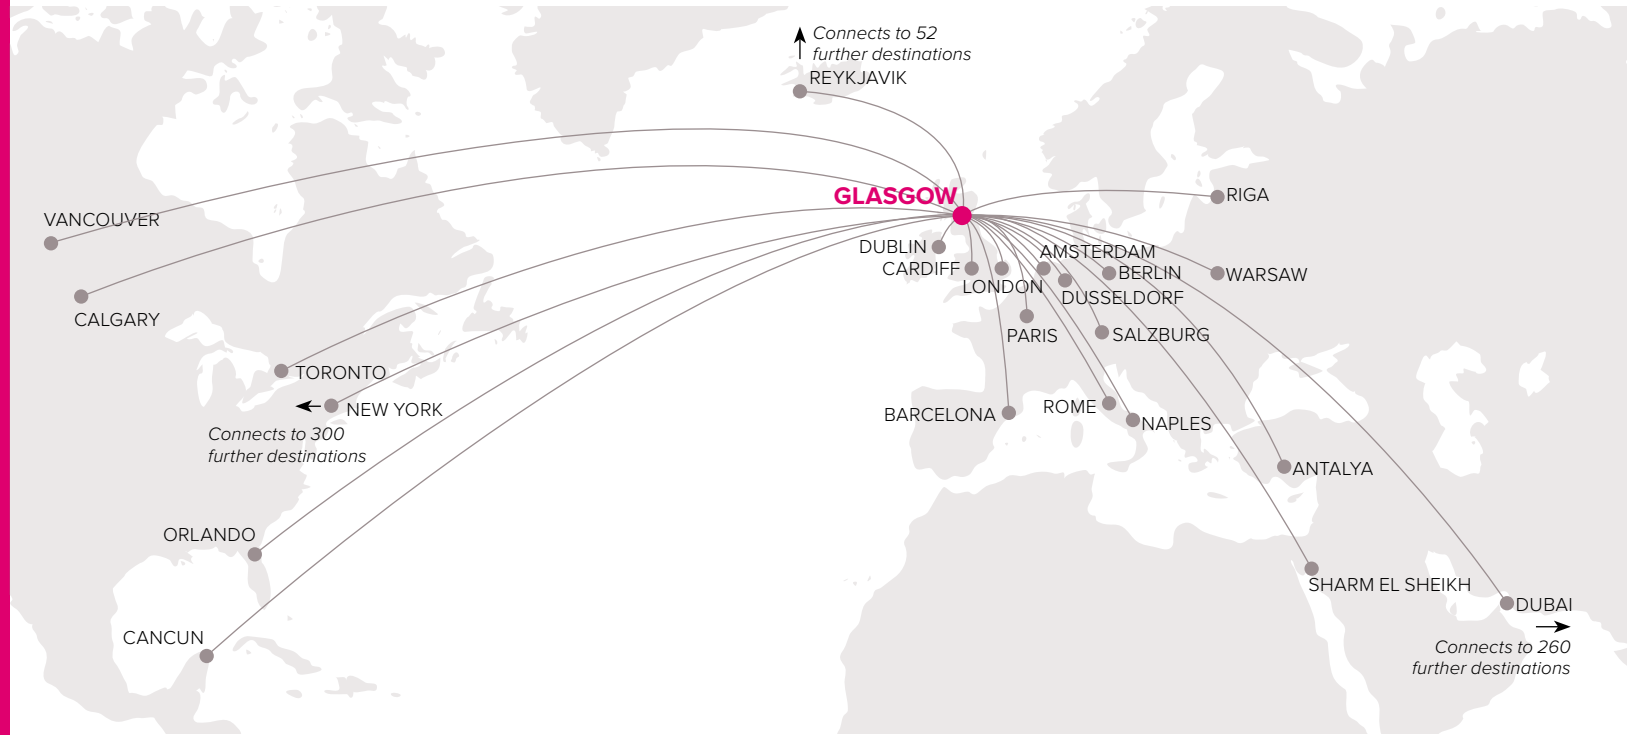 Connects to 52
further destinations
REYKJAVIK
GLASGOW
RIGA
VANCOUVER
DUBLIN
AMSTERDAM
CARDIFF
BERLIN
WARSAW
LONDON
DUSSELDORF
CALGARY
PARIS
SALZBURG
TORONTO
NEW YORK
BARCELONA
ROME
NAPLES
Connects to 300
further destinations
ANTALYA
ORLANDO
SHARM EL SHEIKH
DUBAI
CANCUN
Connects to 260
further destinations